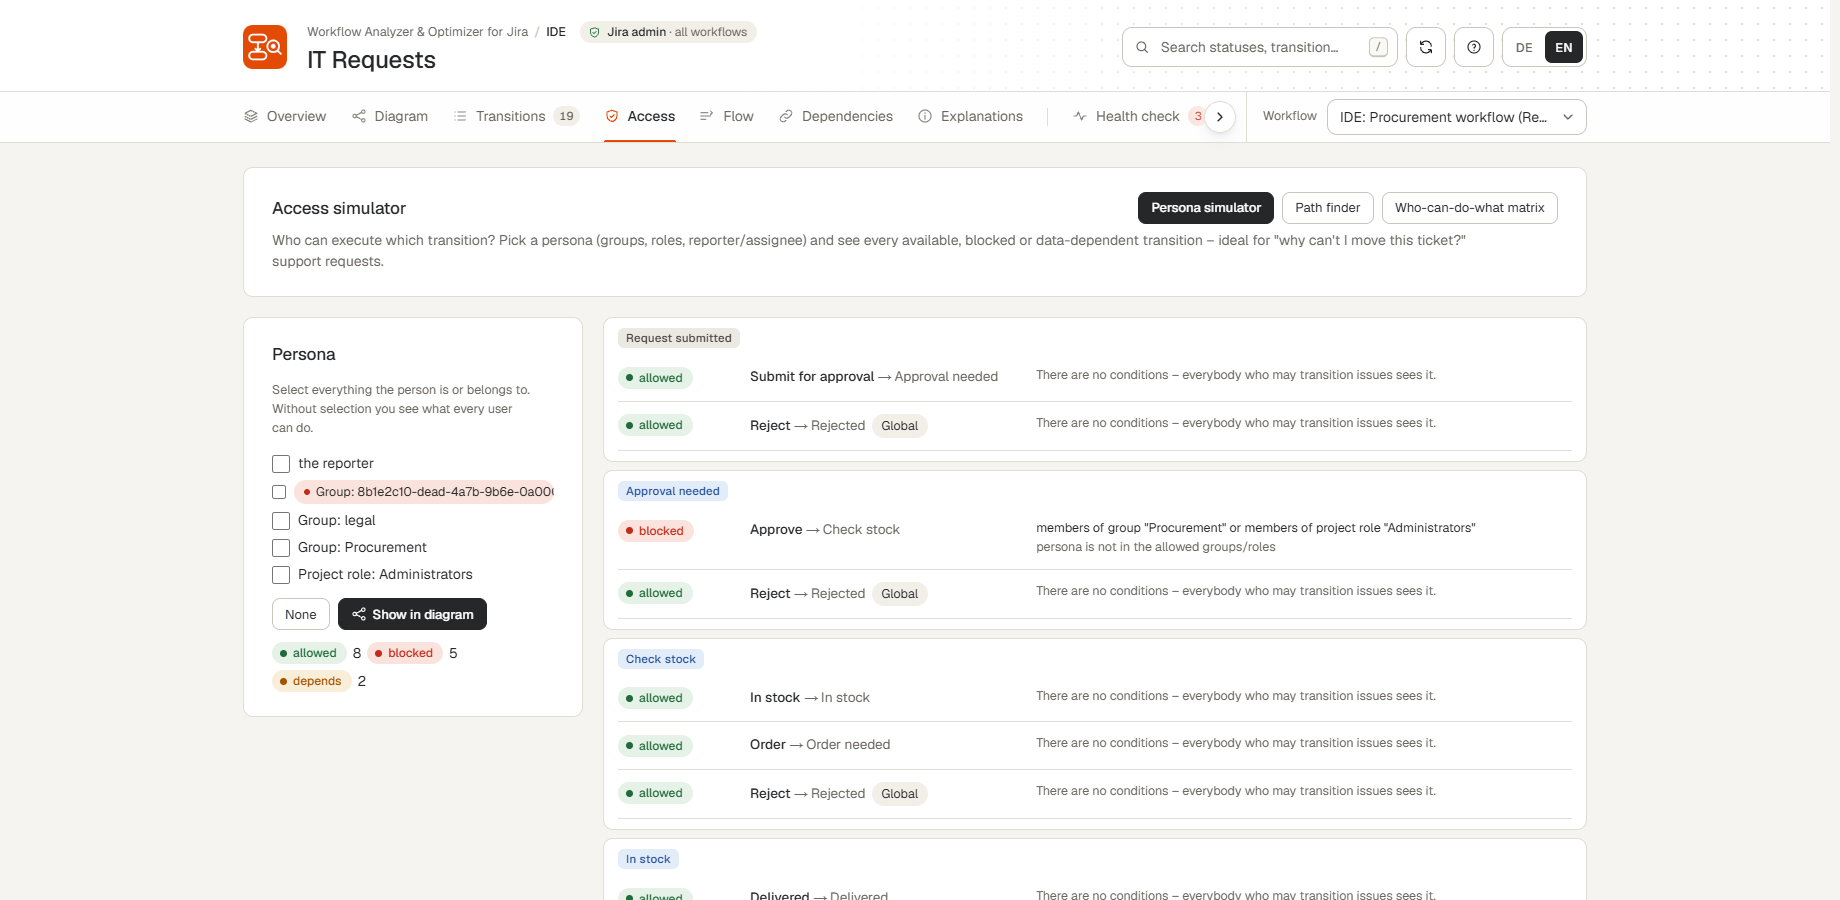 Workflow Analyzer & Optimizer for Jira / IDE
Jira admin · all workflows
IT Requests
Search statuses, transition...
/
DE
EN
Overview
Diagram
Transitions 19
Access
Flow
Dependencies
Explanations
Health check 3
Workflow
IDE: Procurement workflow (Re...
Access simulator
Persona simulator
Path finder
Who-can-do-what matrix
Who can execute which transition? Pick a persona (groups, roles, reporter/assignee) and see every available, blocked or data-dependent transition – ideal for "why can't I move this ticket?"
support requests.
Persona
Select everything the person is or belongs to.
Without selection you see what every user
can do.
the reporter
Group: 8b1e2c10-dead-4a7b-9b6e-0a00
Group: legal
Group: Procurement
Project role: Administrators
None
Show in diagram
allowed 8 blocked 5
depends 2
Request submitted
allowed Submit for approval → Approval needed There are no conditions – everybody who may transition issues sees it.
allowed Reject → Rejected Global There are no conditions – everybody who may transition issues sees it.
Approval needed
blocked Approve → Check stock members of group "Procurement" or members of project role "Administrators"
persona is not in the allowed groups/roles
allowed Reject → Rejected Global There are no conditions – everybody who may transition issues sees it.
Check stock
allowed In stock → In stock There are no conditions – everybody who may transition issues sees it.
allowed Order → Order needed There are no conditions – everybody who may transition issues sees it.
allowed Reject → Rejected Global There are no conditions – everybody who may transition issues sees it.
In stock
allowed Delivered → Delivered There are no conditions – everybody who may transition issues sees it.